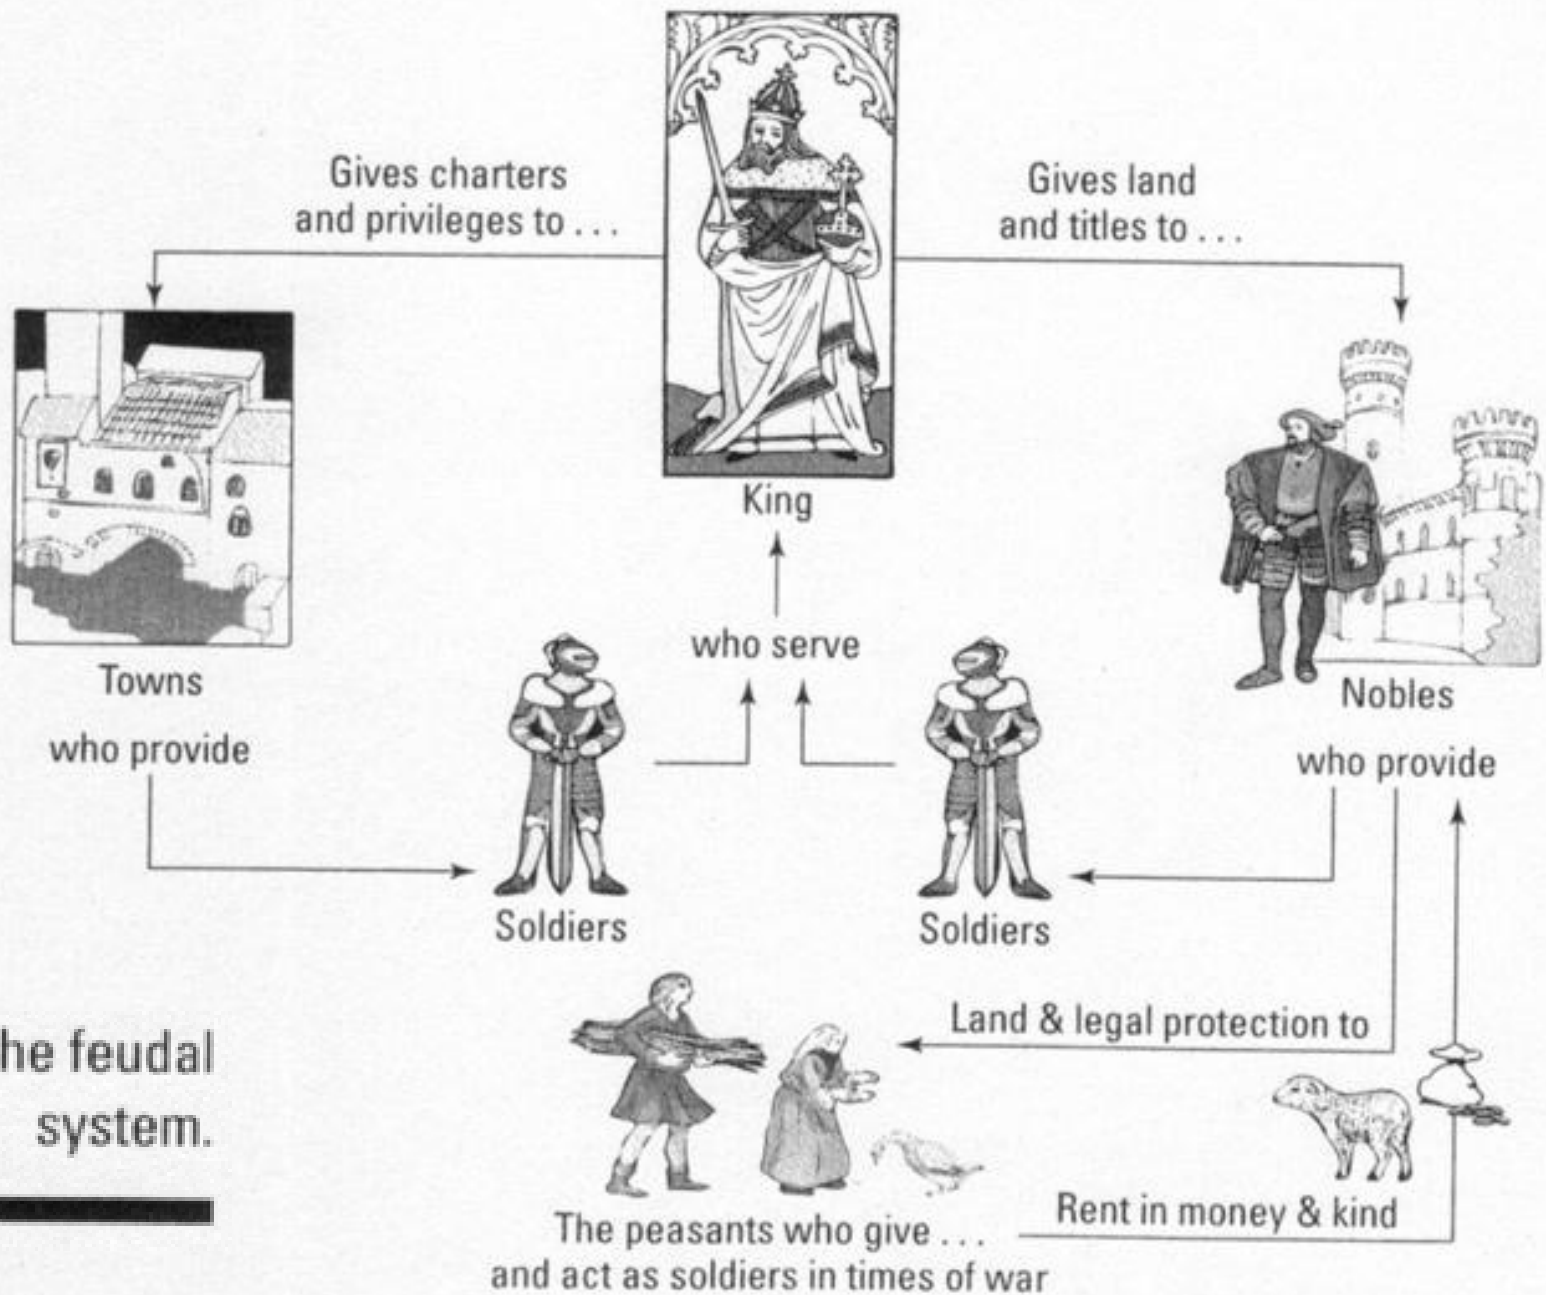 Gives charters
and privileges to . . .
Gives land
and titles to . . .
King
who serve
Towns
who provide
Nobles
who provide
Soldiers
Soldiers
Land & legal protection to
he feudal
system.
Rent in money & kind
The peasants who give . . .
and act as soldiers in times of war